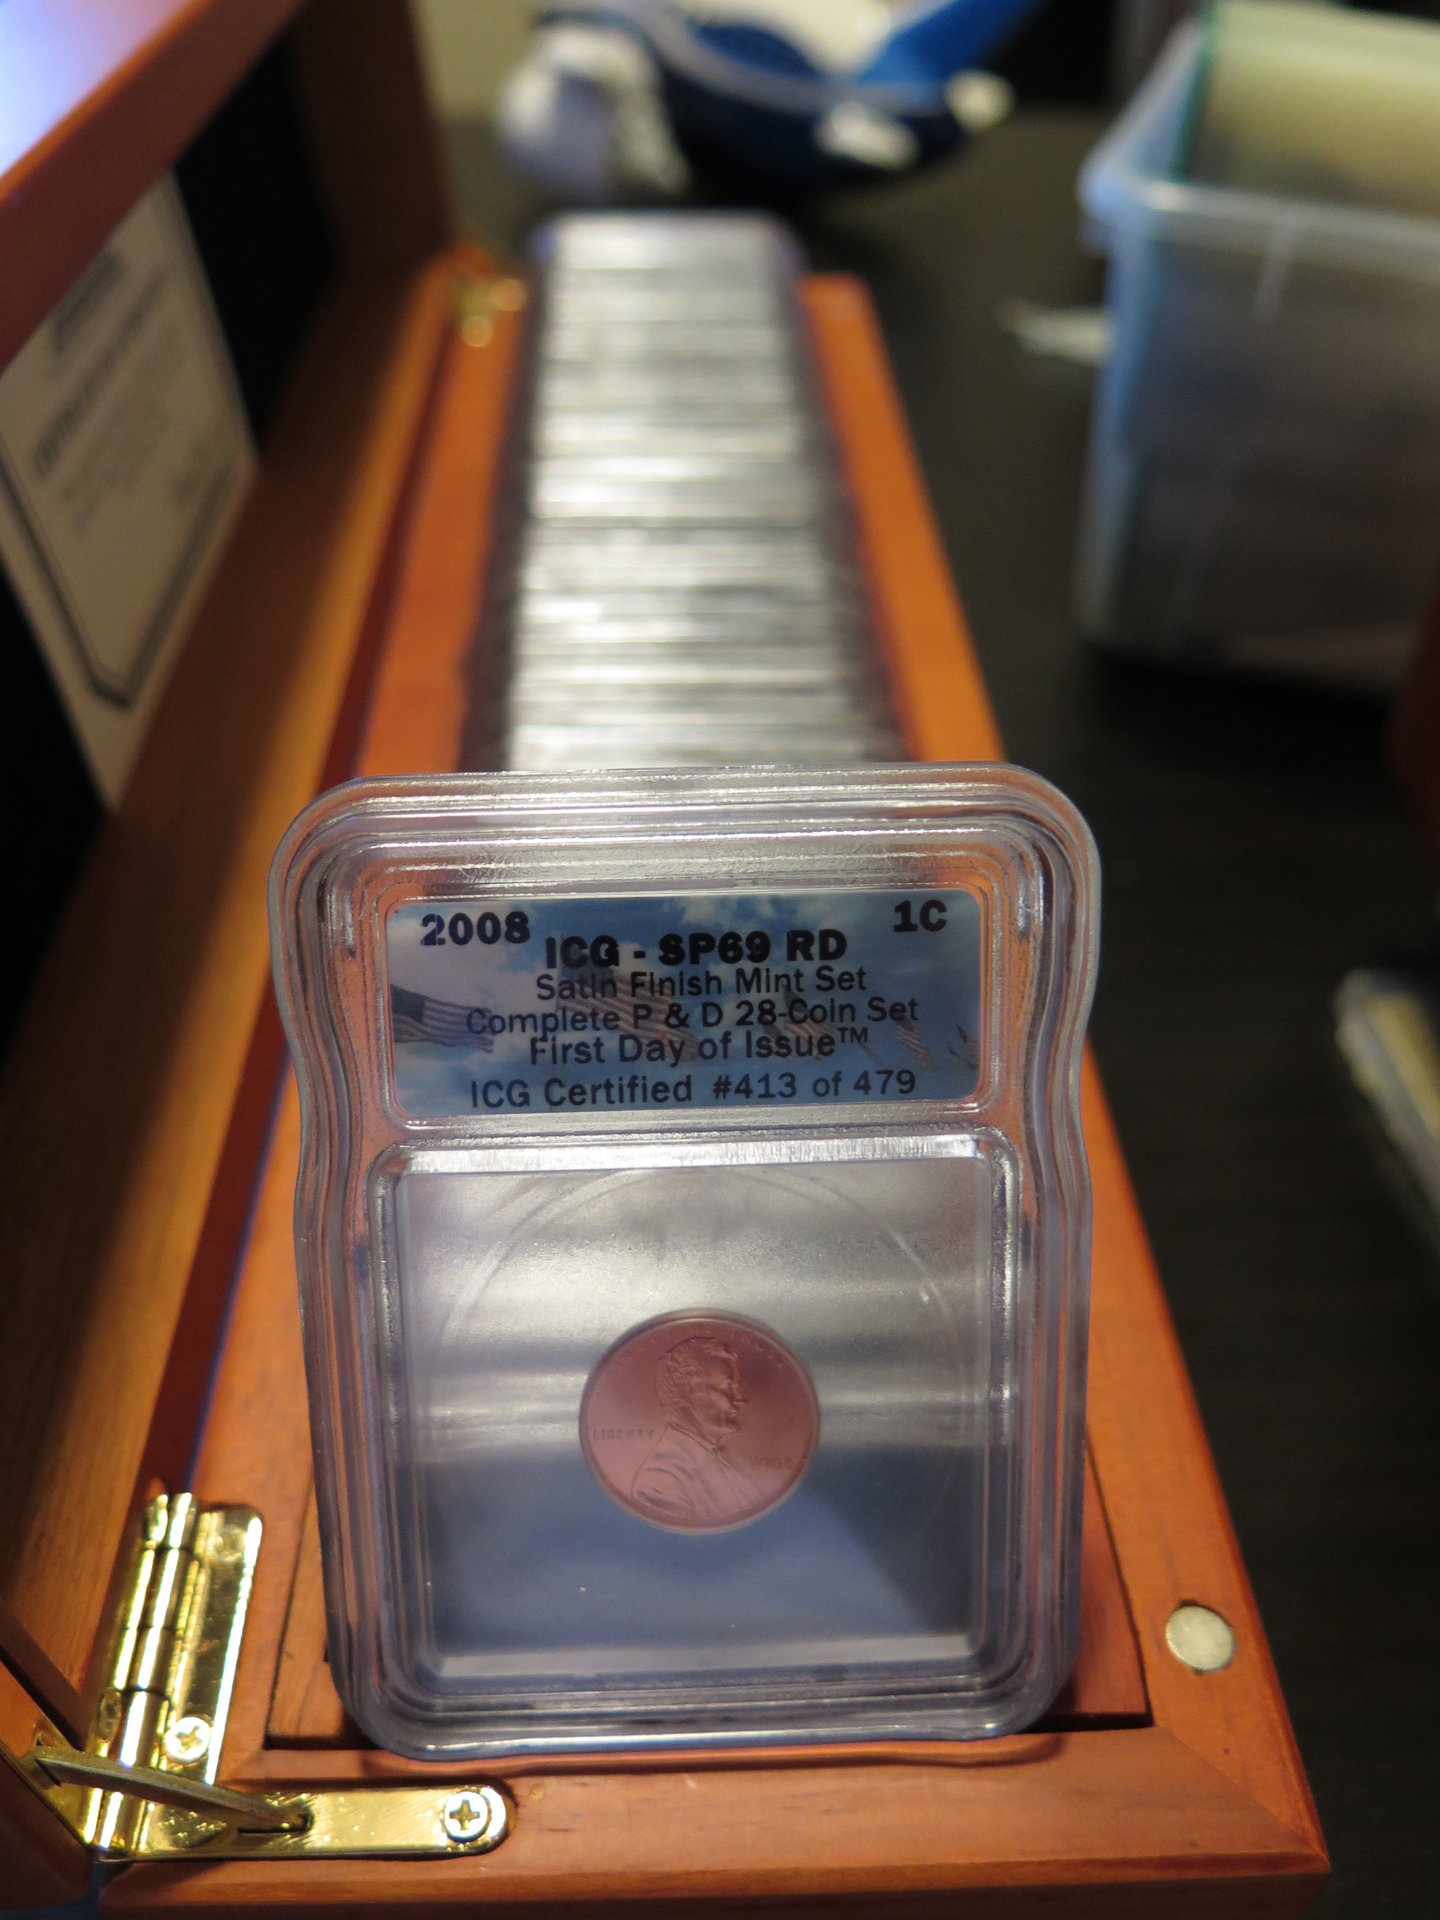 2008
1C
ICG - SP69 RD
Satin Finish Mint Set
Complete P & D 28-Coin Set
First Day of Issue™
ICG Certified #413 of 479
LIBERTY